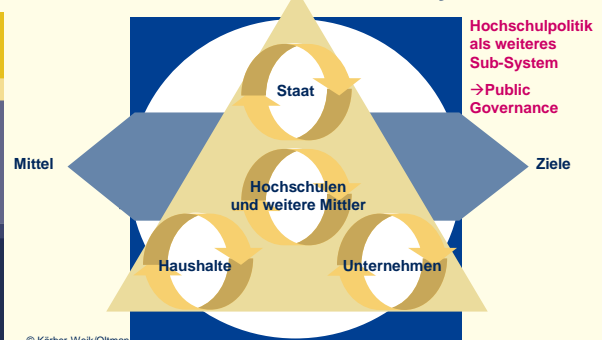 Hochschulpolitik
als weiteres
Sub-System
→Public
Governance
Staat
Mittel
Ziele
Hochschulen
und weitere Mittler
Haushalte
Unternehmen